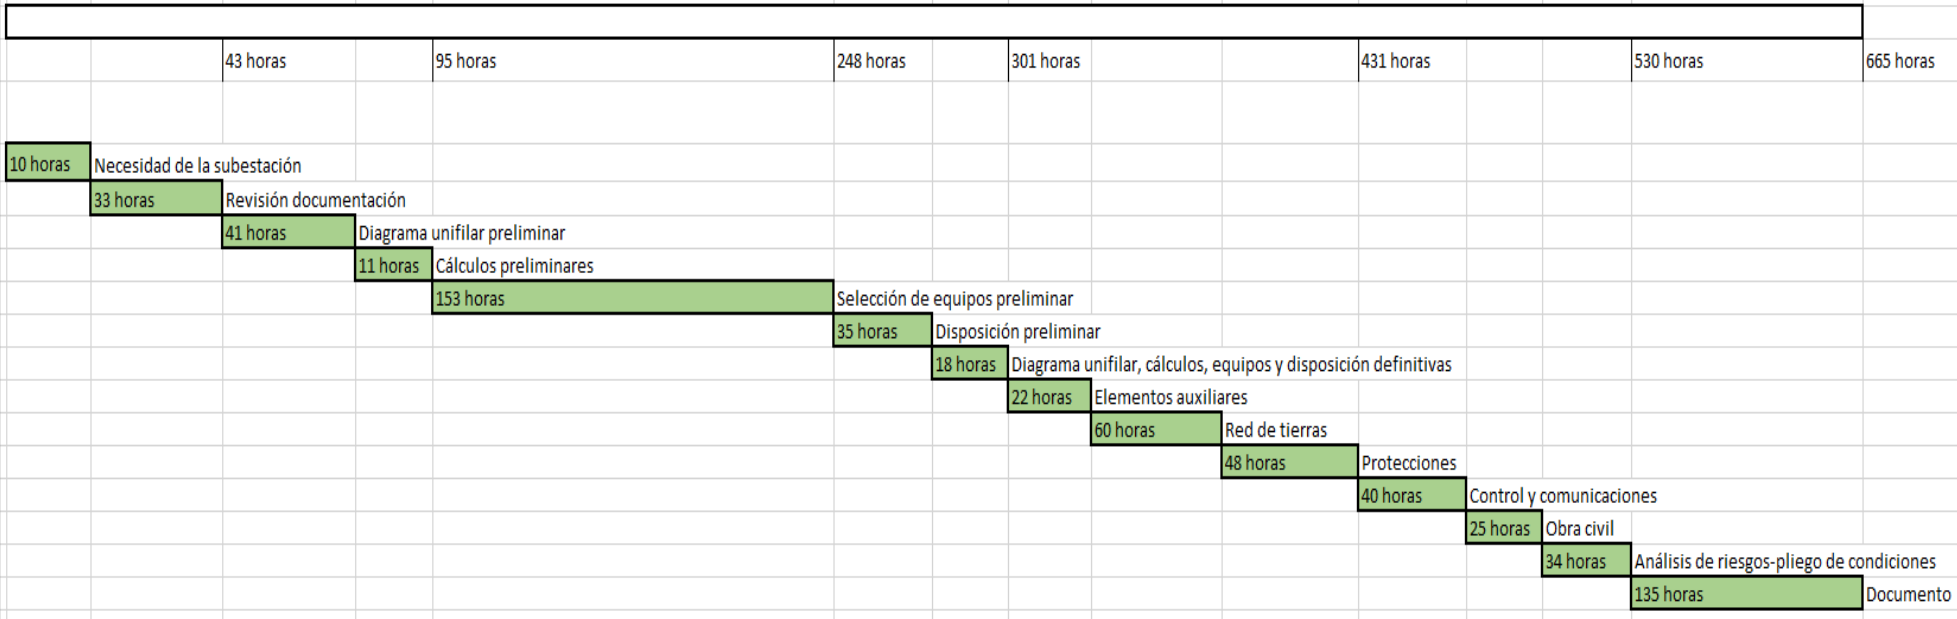 43 horas 95 horas 248 horas 301 horas 431 horas 530 horas 665 horas
10 horas Necesidad de la subestación
33 horas Revisión documentación
41 horas Diagrama unifilar preliminar
11 horas Cálculos preliminares
153 horas Selección de equipos preliminar
35 horas Disposición preliminar
18 horas Diagrama unifilar, cálculos, equipos y disposición definitivas
22 horas Elementos auxiliares
60 horas Red de tierras
48 horas Protecciones
40 horas Control y comunicaciones
25 horas Obra civil
34 horas Análisis de riesgos-pliego de condiciones
135 horas Documento